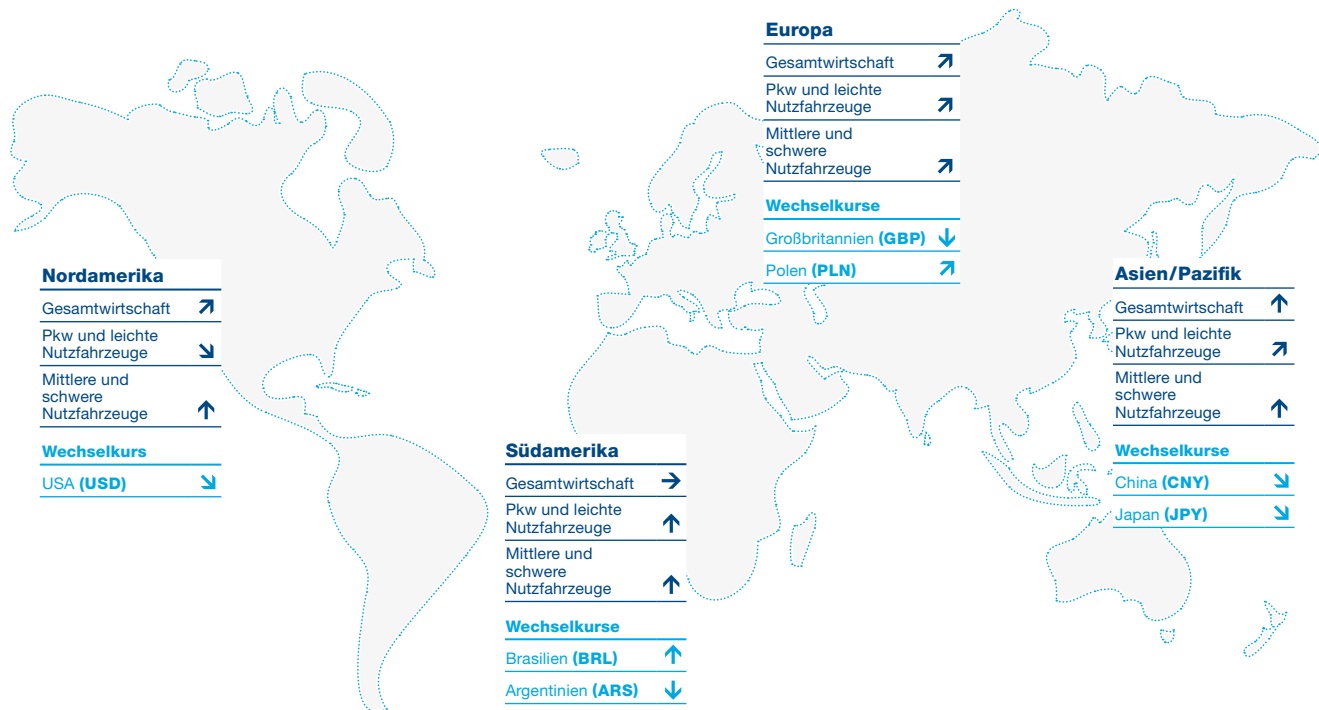 Europa
Gesamtwirtschaft ↗
Pkw und leichte
Nutzfahrzeuge ↗
Mittlere und
schwere
Nutzfahrzeuge ↗
Wechselkurse
Großbritannien (GBP) ↓
Polen (PLN) ↗
Nordamerika
Gesamtwirtschaft ↗
Pkw und leichte
Nutzfahrzeuge ↘
Mittlere und
schwere
Nutzfahrzeuge ↑
Wechselkurs
USA (USD) ↘
Südamerika
Gesamtwirtschaft →
Pkw und leichte
Nutzfahrzeuge ↑
Mittlere und
schwere
Nutzfahrzeuge ↑
Wechselkurse
Brasilien (BRL) ↑
Argentinien (ARS) ↓
Asien/Pazifik
Gesamtwirtschaft ↑
Pkw und leichte
Nutzfahrzeuge ↗
Mittlere und
schwere
Nutzfahrzeuge ↑
Wechselkurse
China (CNY) ↘
Japan (JPY) ↘